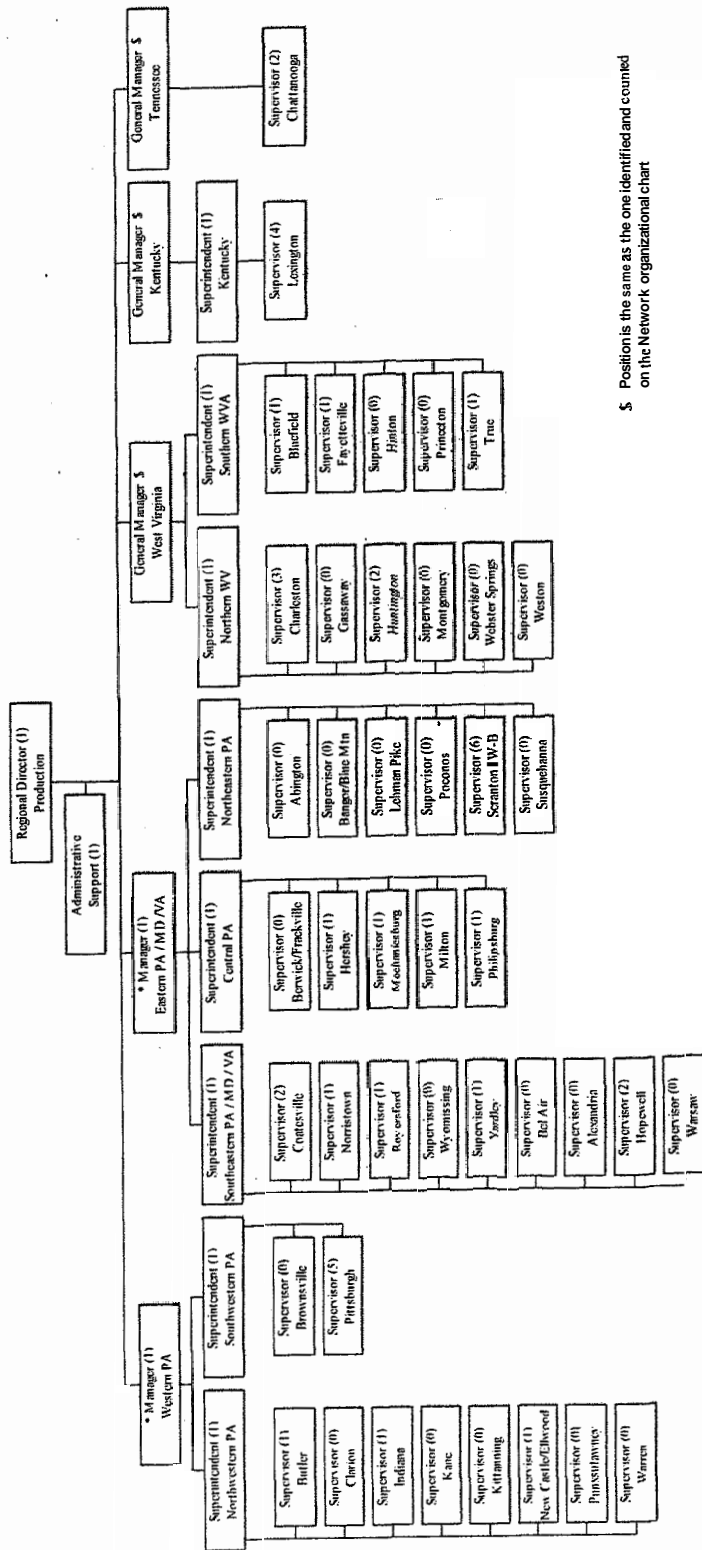 Regional Director (1)
Production
Administrative
Support (1)
* Manager (1)
Western PA
* Manager (1)
Eastern PA / MD / VA
General Manager $
West Virginia
General Manager $
Kentucky
General Manager $
Tennessee
Superintendent (1)
Northwestern PA
Superintendent (1)
Southwestern PA
Superintendent (1)
Southeastern PA / MD / VA
Superintendent (1)
Central PA
Superintendent (1)
Northeastern PA
Superintendent (1)
Northern WV
Superintendent (1)
Southern WVA
Superintendent (1)
Kentucky
Supervisor (1)
Butler
Supervisor (0)
Clarion
Supervisor (1)
Indiana
Supervisor (0)
Kane
Supervisor (0)
Kittanning
Supervisor (1)
New Castle/Ellwood
Supervisor (0)
Punxsutawney
Supervisor (0)
Warren
Supervisor (0)
Brownsville
Supervisor (5)
Pittsburgh
Supervisor (2)
Coatesville
Supervisor (1)
Norristown
Supervisor (1)
Royersford
Supervisor (0)
Wyomissing
Supervisor (1)
Yardley
Supervisor (0)
Bel Air
Supervisor (0)
Alexandria
Supervisor (2)
Hopewell
Supervisor (0)
Warsaw
Supervisor (0)
Berwick/Frackville
Supervisor (1)
Hershey
Supervisor (1)
Mechanicsburg
Supervisor (1)
Milton
Supervisor (1)
Philipsburg
Supervisor (0)
Abington
Supervisor (0)
Bangor/Blue Mtn
Supervisor (0)
Lehman Pike
Supervisor (0)
Poconos
Supervisor (6)
Scranton W-B
Supervisor (0)
Susquehanna
Supervisor (3)
Charleston
Supervisor (0)
Gassaway
Supervisor (2)
Huntington
Supervisor (0)
Montgomery
Supervisor (0)
Webster Springs
Supervisor (0)
Weston
Supervisor (1)
Bluefield
Supervisor (1)
Fayetteville
Supervisor (0)
Hinton
Supervisor (0)
Princeton
Supervisor (1)
True
Supervisor (4)
Lexington
Supervisor (2)
Chattanooga
$ Position is the same as the one identified and counted
on the Network organizational chart